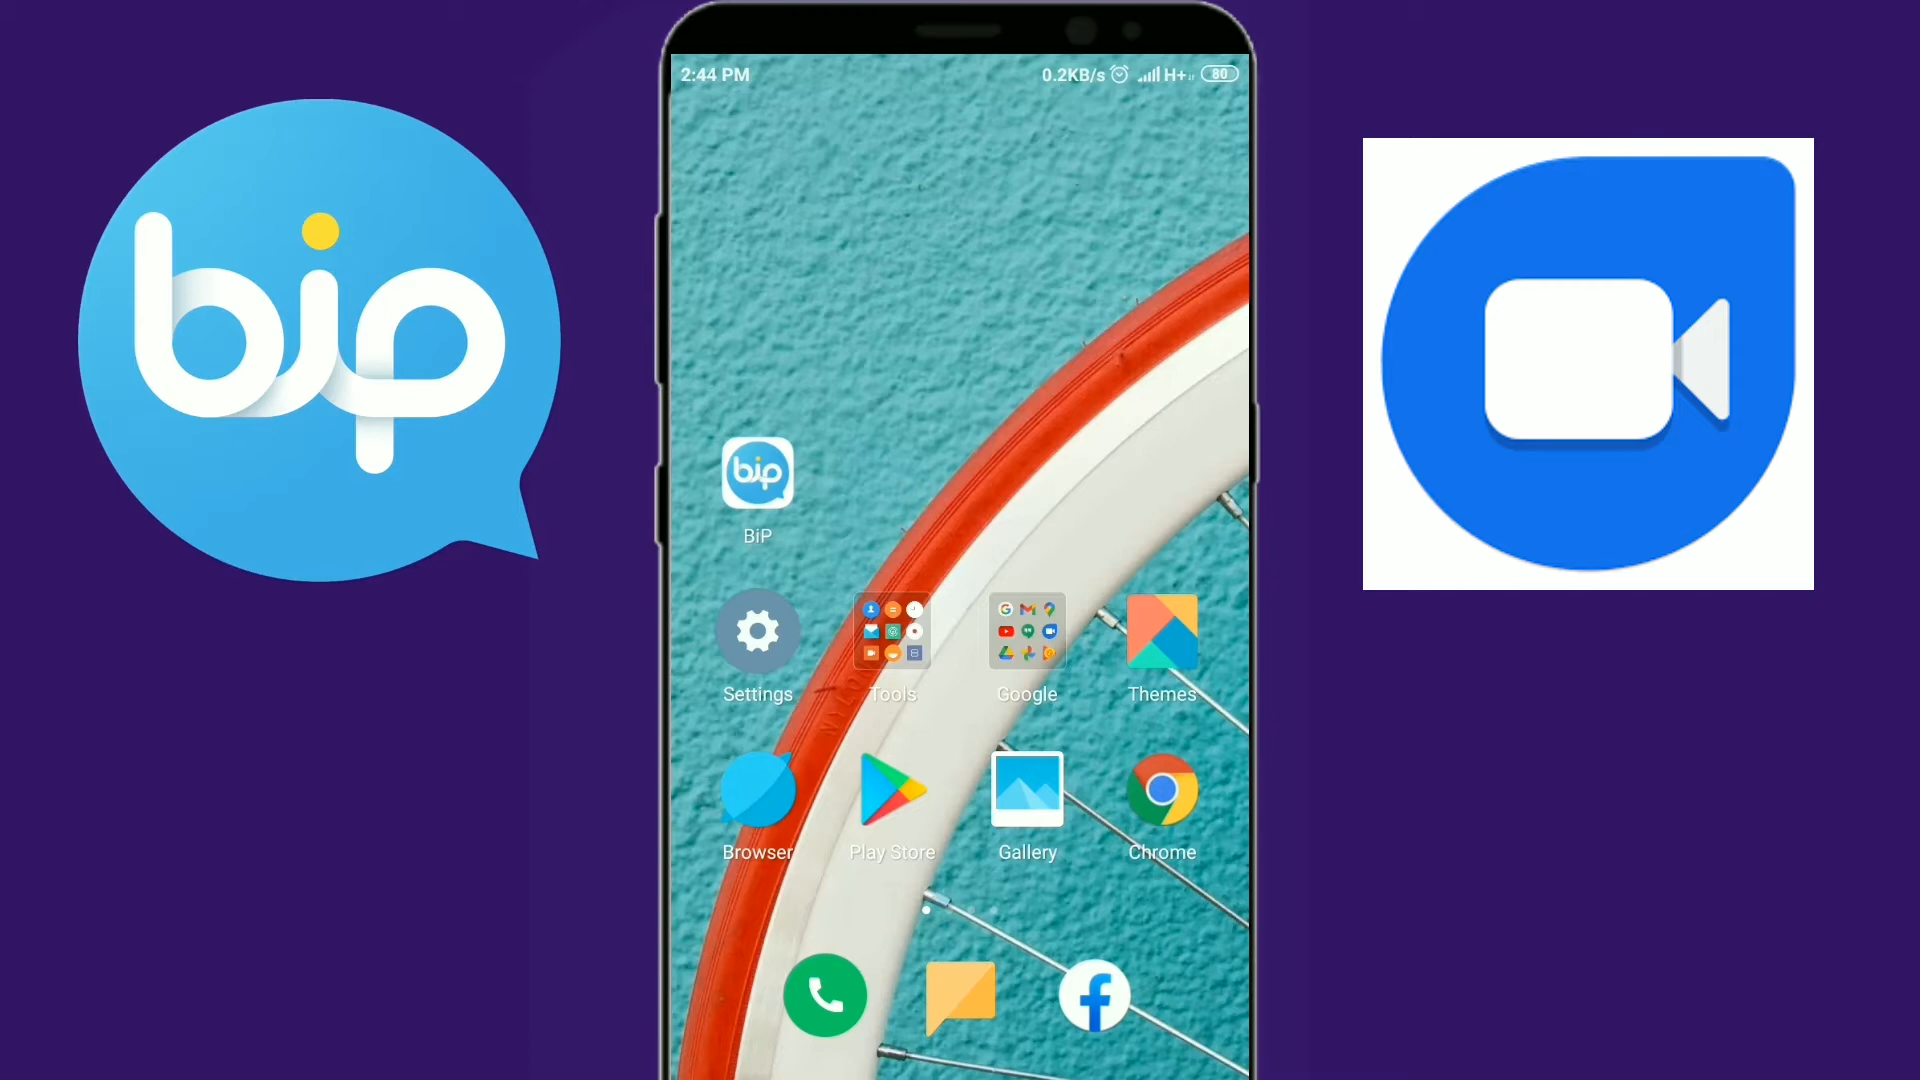 bip
2:44 PM
0.2KB/s
H+
80
bip
BiP
Settings
Tools
Google
Themes
Browser
Play Store
Gallery
Chrome